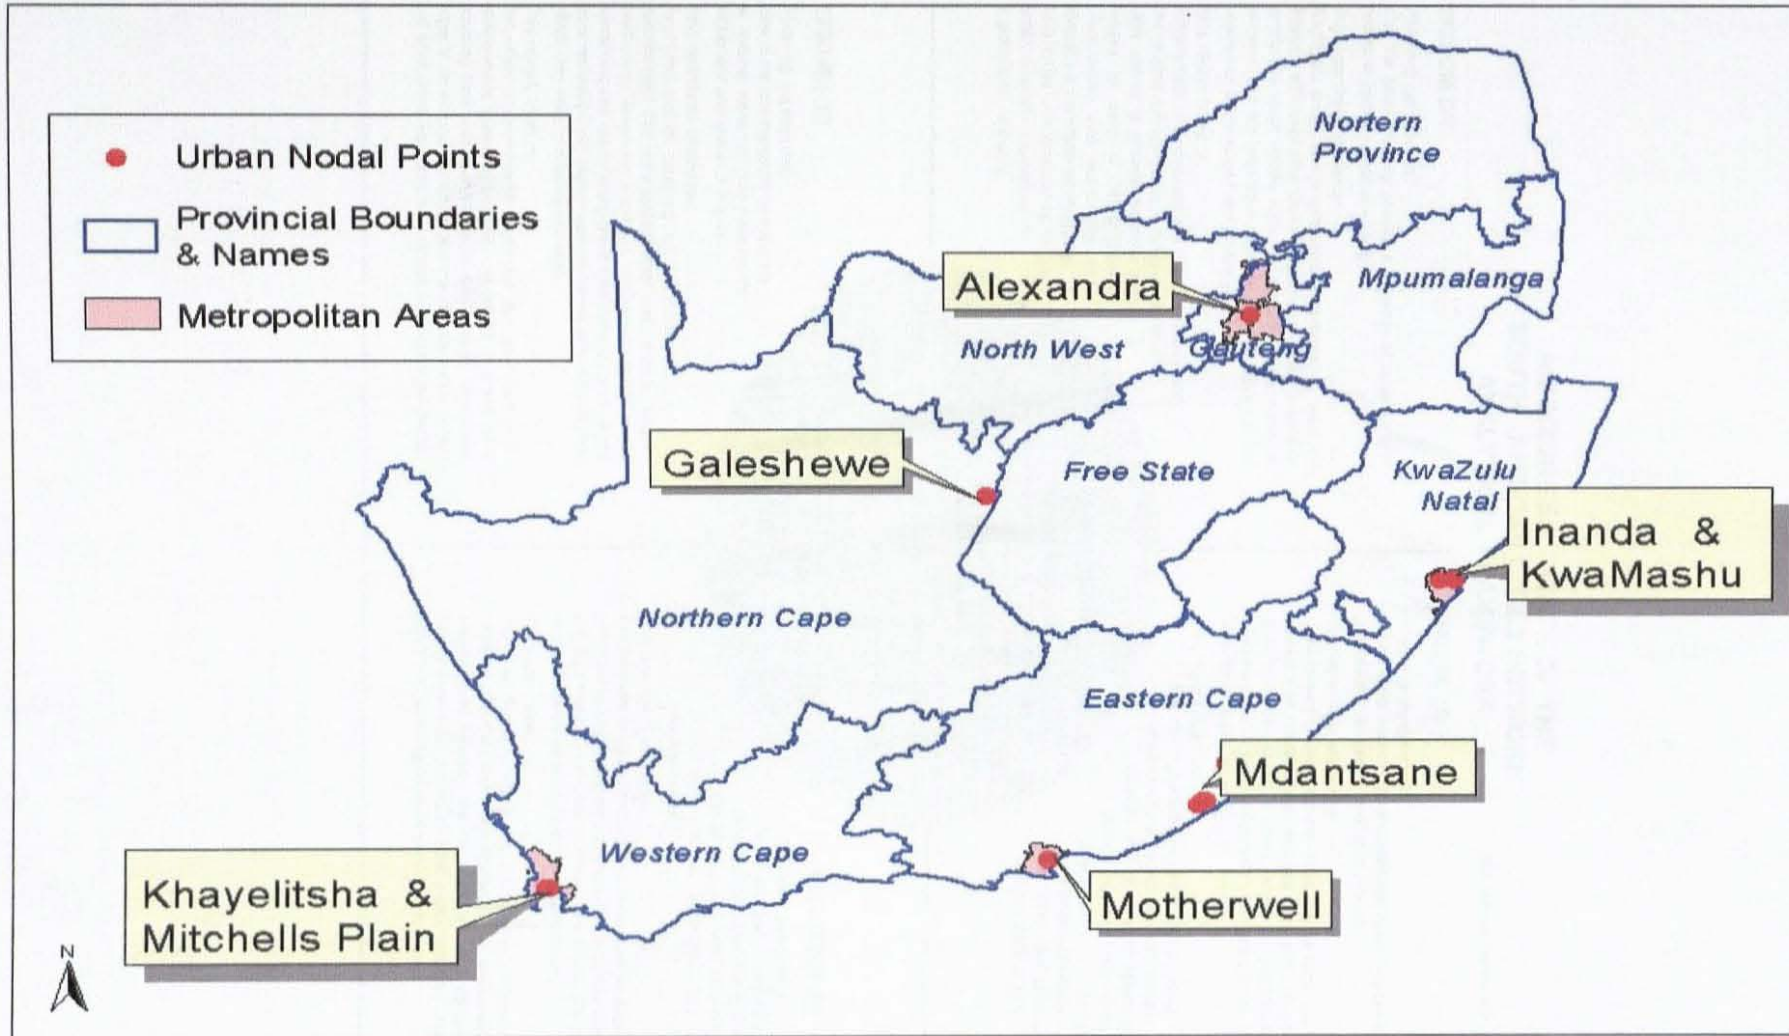 Urban Nodal Points
Provincial Boundaries
& Names
Metropolitan Areas
Nortern
Province
Mpumalanga
Alexandra
North West
Gauteng
Galeshewe
Free State
KwaZulu
Natal
Inanda &
KwaMashu
Northern Cape
Eastern Cape
Mdantsane
Western Cape
Khayelitsha &
Mitchells Plain
Motherwell
N